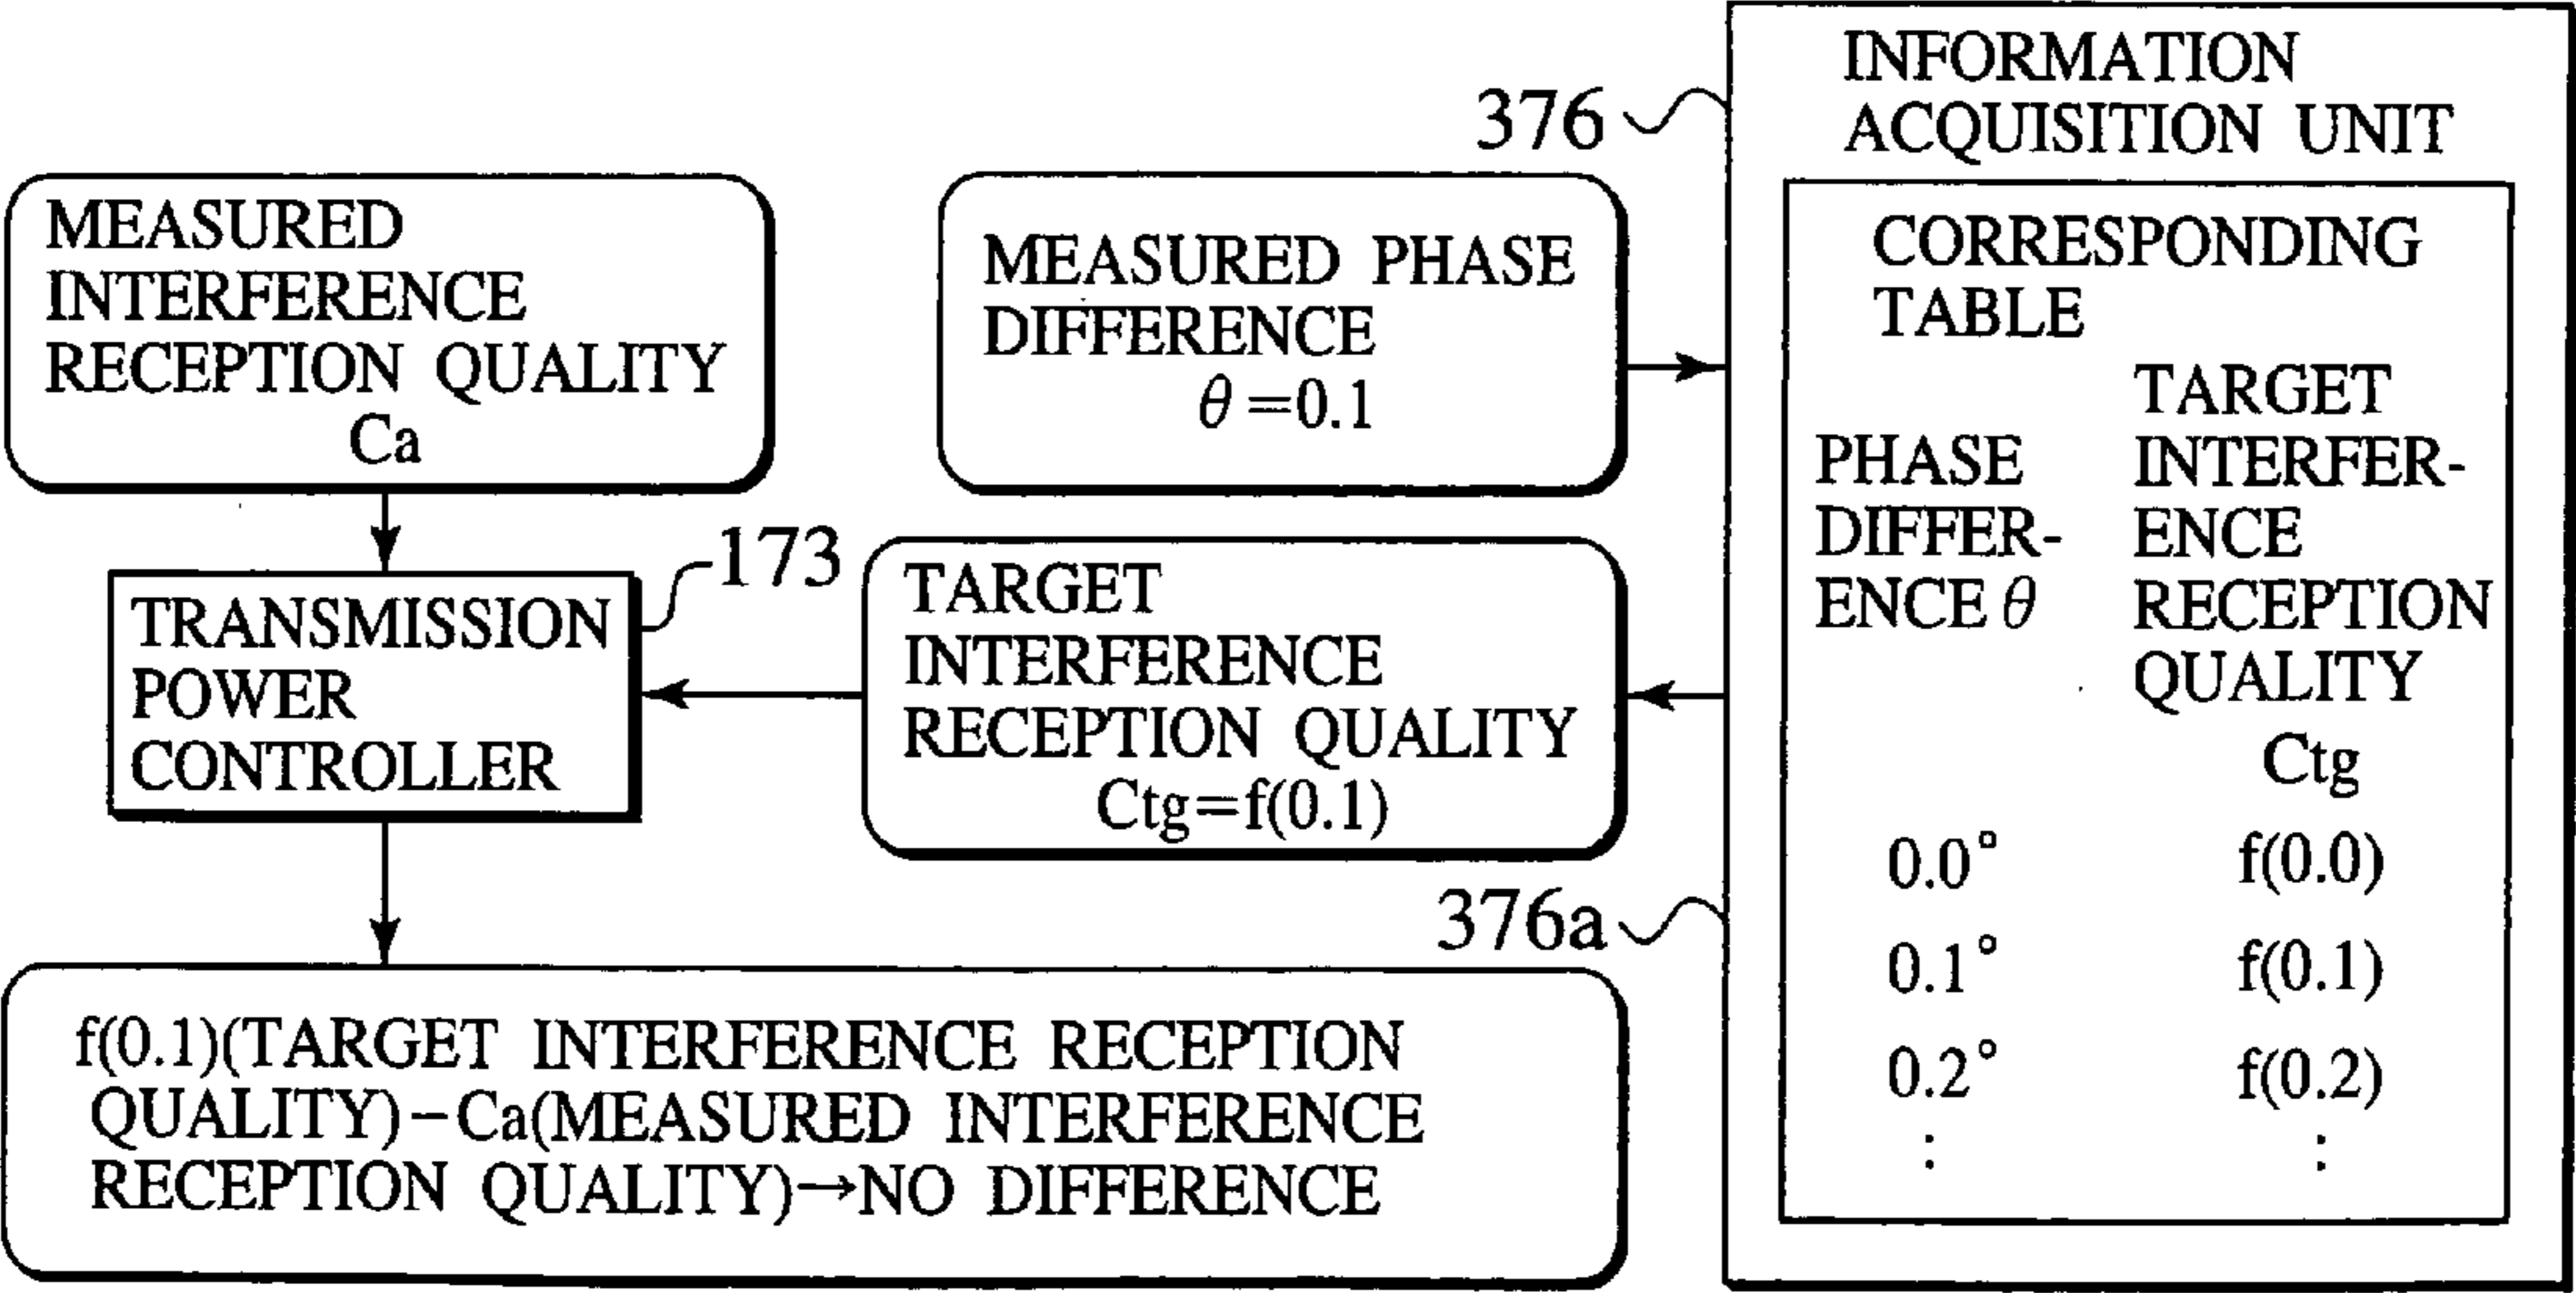 MEASURED
INTERFERENCE
RECEPTION QUALITY
Ca
MEASURED PHASE
DIFFERENCE
θ=0.1
376
INFORMATION
ACQUISITION UNIT
CORRESPONDING
TABLE
PHASE
DIFFER-
ENCE θ
TARGET
INTERFER-
ENCE
RECEPTION
QUALITY
Ctg
0.0° f(0.0)
0.1° f(0.1)
0.2° f(0.2)
: :
376a
173
TRANSMISSION
POWER
CONTROLLER
TARGET
INTERFERENCE
RECEPTION QUALITY
Ctg=f(0.1)
f(0.1)(TARGET INTERFERENCE RECEPTION
QUALITY)−Ca(MEASURED INTERFERENCE
RECEPTION QUALITY)→NO DIFFERENCE